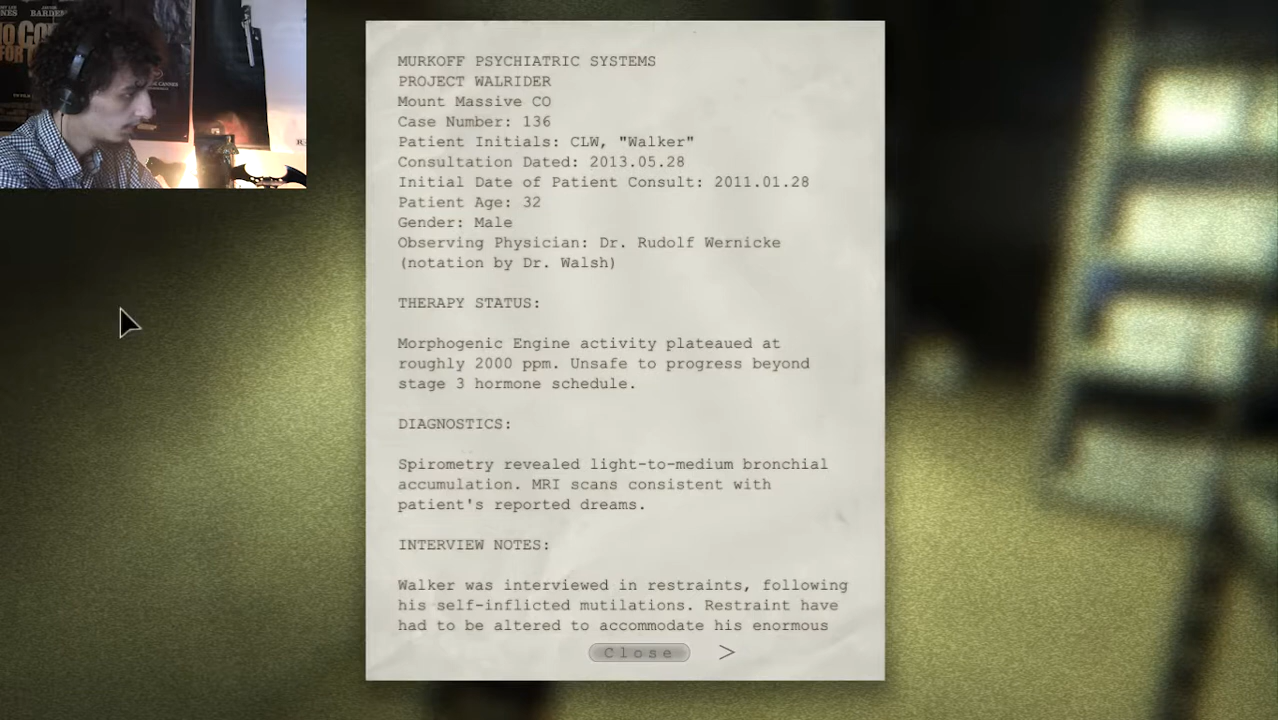 NO CO
FOR
MURKOFF PSYCHIATRIC SYSTEMS
PROJECT WALRIDER
Mount Massive CO
Case Number: 136
Patient Initials: CLW, "Walker"
Consultation Dated: 2013.05.28
Initial Date of Patient Consult: 2011.01.28
Patient Age: 32
Gender: Male
Observing Physician: Dr. Rudolf Wernicke
(notation by Dr. Walsh)
THERAPY STATUS:
Morphogenic Engine activity plateaued at
roughly 2000 ppm. Unsafe to progress beyond
stage 3 hormone schedule.
DIAGNOSTICS:
Spirometry revealed light-to-medium bronchial
accumulation. MRI scans consistent with
patient's reported dreams.
INTERVIEW NOTES:
Walker was interviewed in restraints, following
his self-inflicted mutilations. Restraint have
had to be altered to accommodate his enormous
Close >